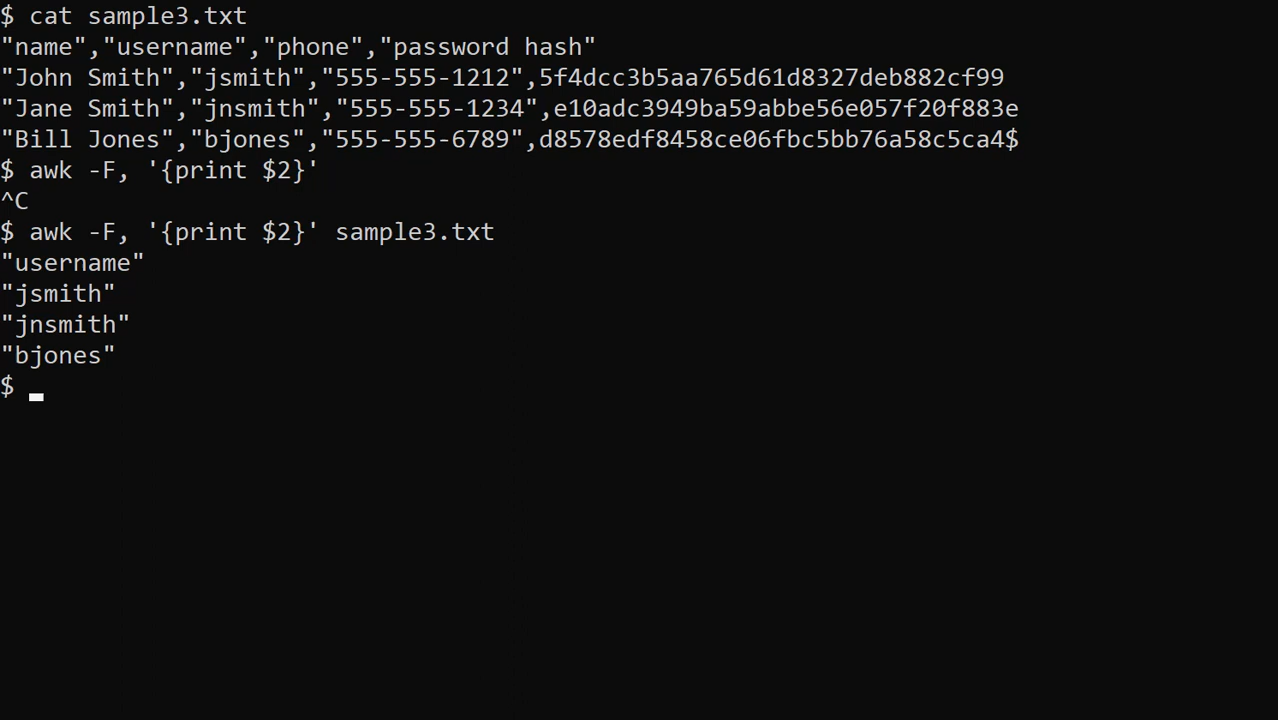 $ cat sample3.txt
"name","username","phone","password hash"
"John Smith","jsmith","555-555-1212",5f4dcc3b5aa765d61d8327deb882cf99
"Jane Smith","jnsmith","555-555-1234",e10adc3949ba59abbe56e057f20f883e
"Bill Jones","bjones","555-555-6789",d8578edf8458ce06fbc5bb76a58c5ca4$
$ awk -F, '{print $2}'
^C
$ awk -F, '{print $2}' sample3.txt
"username"
"jsmith"
"jnsmith"
"bjones"
$